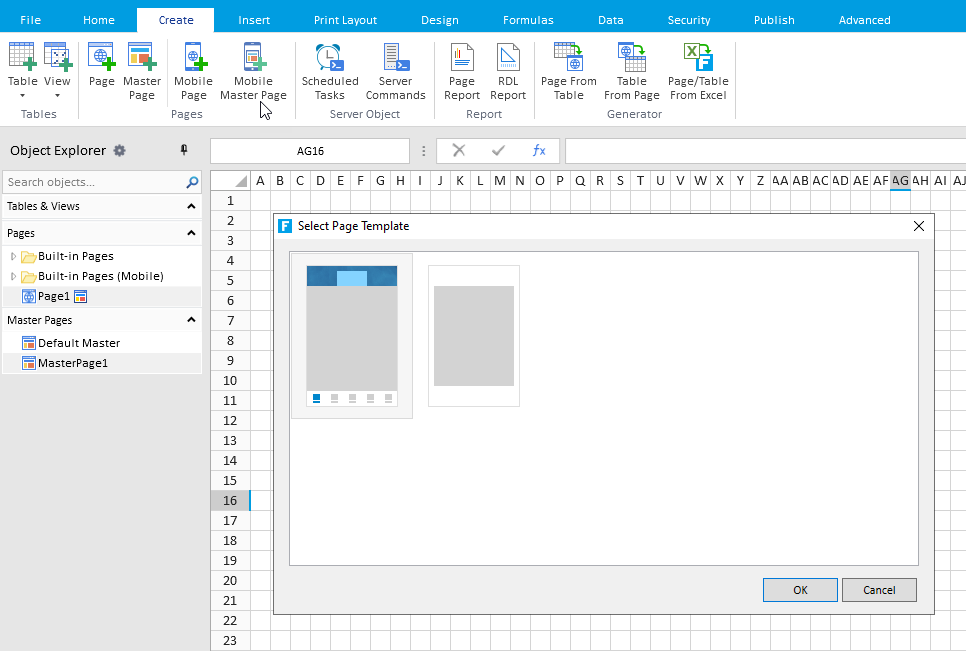 File Home Create Insert Print Layout Design Formulas Data Security Publish Advanced
Table View Page Master Page Mobile Page Mobile Master Page Scheduled Tasks Server Commands Page Report RDL Report Page From Table Table From Page Page/Table From Excel
Tables Pages Server Object Report Generator
Object Explorer AG16 fx
Search objects...
A B C D E F G H I J K L M N O P Q R S T U V W X Y Z AA AB AC AD AE AF AG AH AI AJ
Tables & Views
Pages
Built-in Pages
Built-in Pages (Mobile)
Page1
Master Pages
Default Master
MasterPage1
1
2
3
4
5
6
7
8
9
10
11
12
13
14
15
16
17
18
19
20
21
22
23
F Select Page Template
OK Cancel